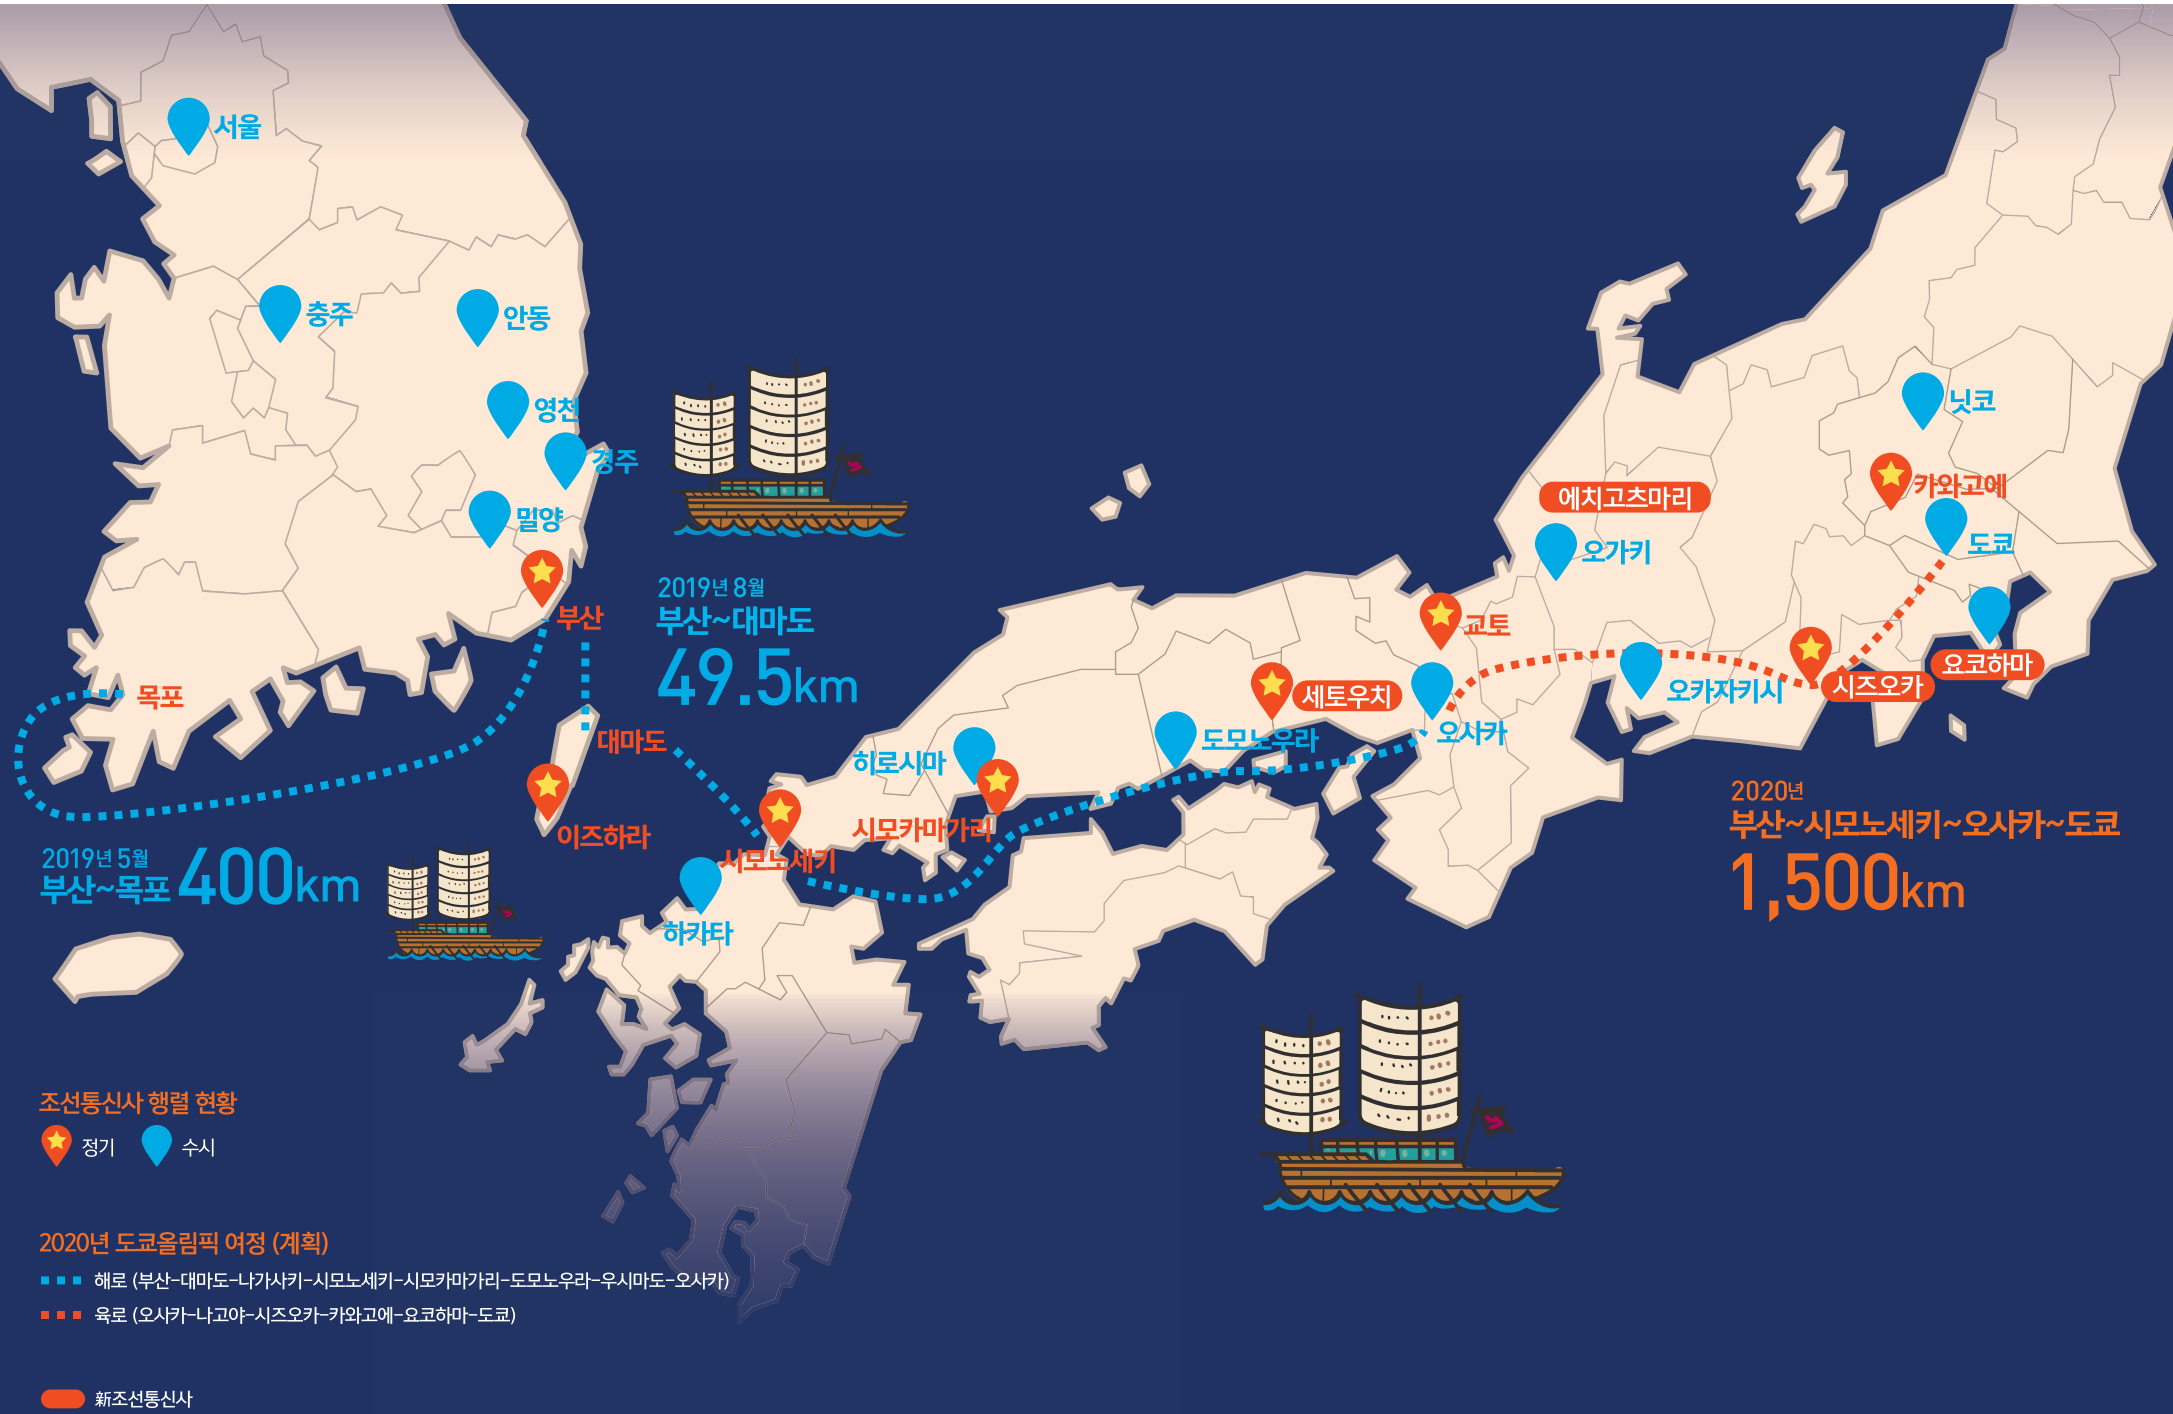 서울
충주
안동
영천
경주
밀양
부산
목포
대마도
이즈하라
2019년 8월
부산~대마도
49.5km
2019년 5월
부산~목포 400km
히로시마
시모카마가리
시모노세키
하카타
도모노우라
세토우치
교토
오사카
에치고츠마리
오가키
오카자키시
닛코
카와고에
도쿄
요코하마
시즈오카
2020년
부산~시모노세키~오사카~도쿄
1,500km
조선통신사 행렬 현황
정기 수시
2020년 도쿄올림픽 여정 (계획)
해로 (부산-대마도-나가사키-시모노세키-시모카마가리-도모노우라-우시마도-오사카)
육로 (오사카-나고야-시즈오카-카와고에-요코하마-도쿄)
新조선통신사